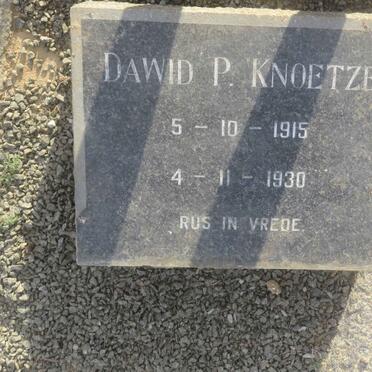 DAWID P. KNOETZE
5 - 10 - 1915
4 - 11 - 1930
RUS IN VREDE.